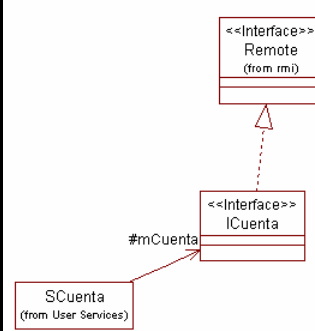 <<Interface>>
Remote
(from rmi)
<<Interface>>
ICuenta
#mCuenta
SCuenta
(from User Services)